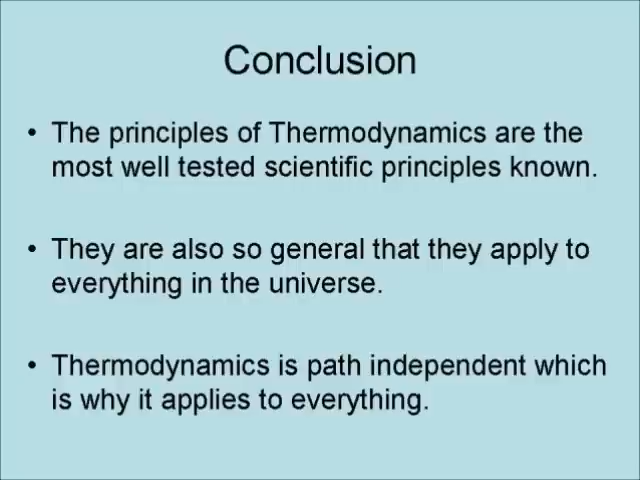 Conclusion
• The principles of Thermodynamics are the
most well tested scientific principles known.
• They are also so general that they apply to
everything in the universe.
• Thermodynamics is path independent which
is why it applies to everything.